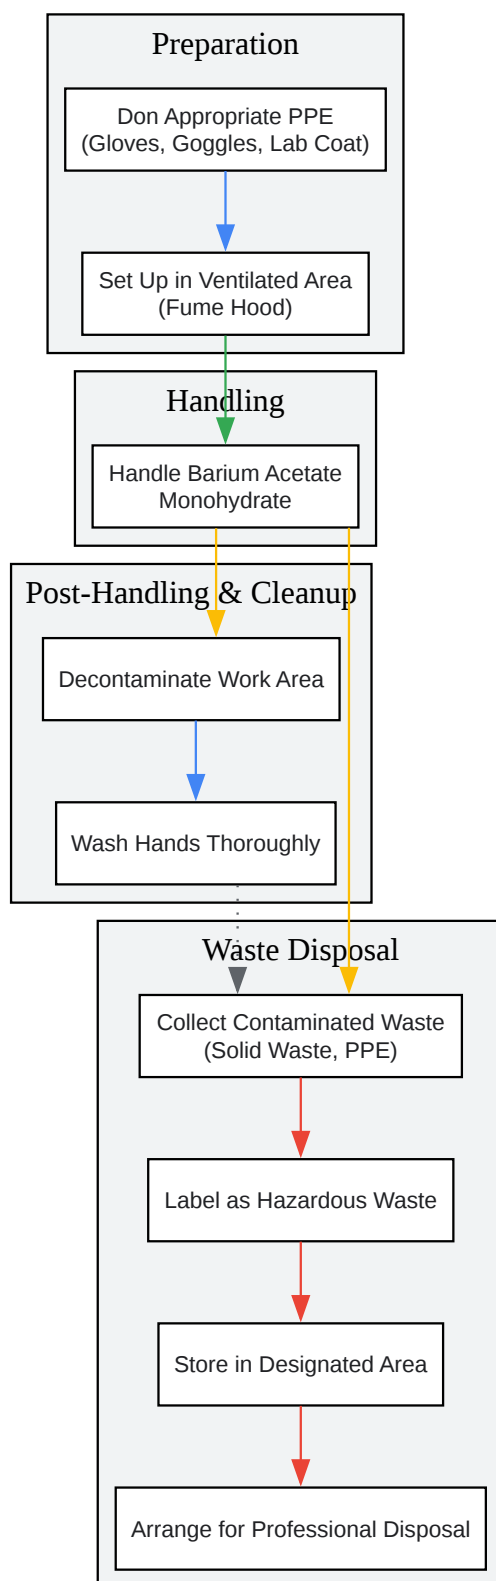 Preparation
Don Appropriate PPE
(Gloves, Goggles, Lab Coat)
Set Up in Ventilated Area
(Fume Hood)
Handling
Handle Barium Acetate
Monohydrate
Post-Handling & Cleanup
Decontaminate Work Area
Wash Hands Thoroughly
Waste Disposal
Collect Contaminated Waste
(Solid Waste, PPE)
Label as Hazardous Waste
Store in Designated Area
Arrange for Professional Disposal